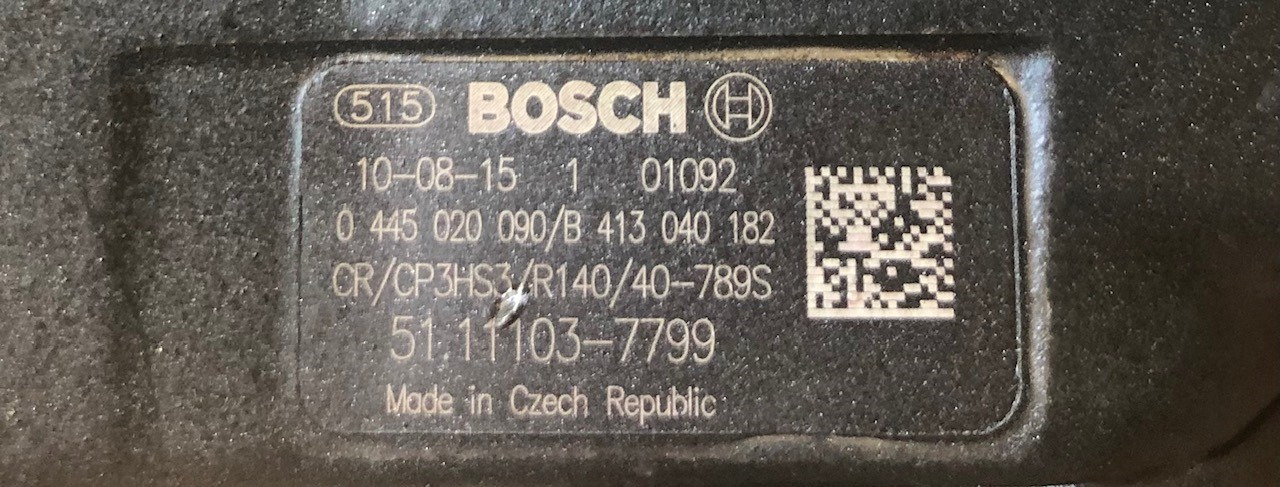 515 BOSCH
10-08-15 1 01092
0 445 020 090/B 413 040 182
CR/CP3HS3/R140/40-789S
51.11103-7799
Made in Czech Republic